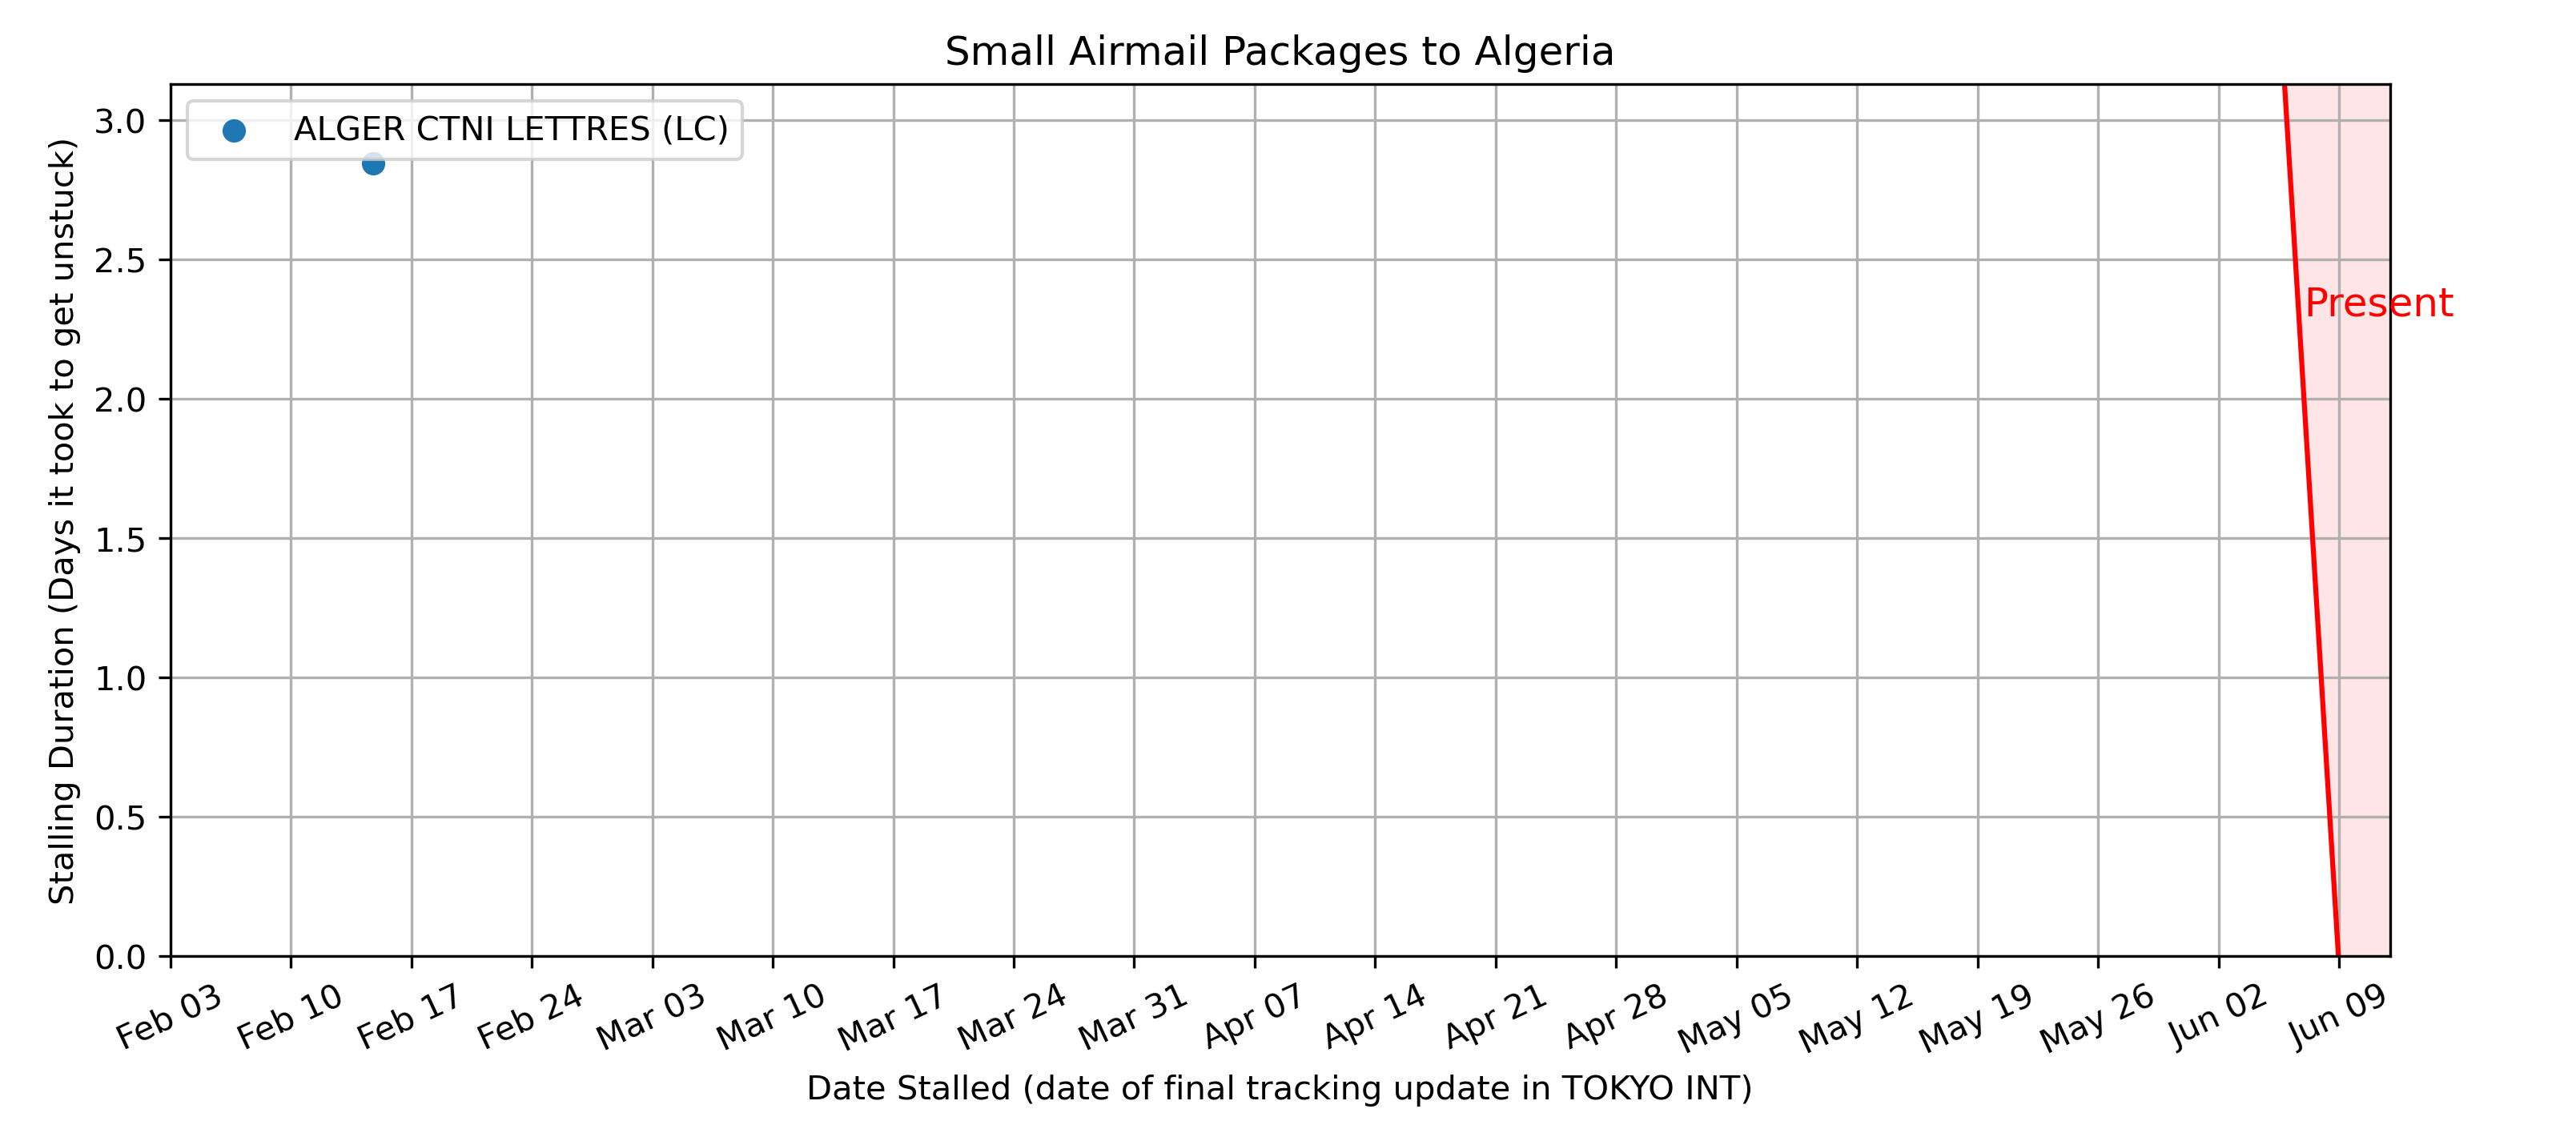 Small Airmail Packages to Algeria
ALGER CTNI LETTRES (LC)
Present
Stalling Duration (Days it took to get unstuck)
3.0
2.5
2.0
1.5
1.0
0.5
0.0
Feb 03
Feb 10
Feb 17
Feb 24
Mar 03
Mar 10
Mar 17
Mar 24
Mar 31
Apr 07
Apr 14
Apr 21
Apr 28
May 05
May 12
May 19
May 26
Jun 02
Jun 09
Date Stalled (date of final tracking update in TOKYO INT)